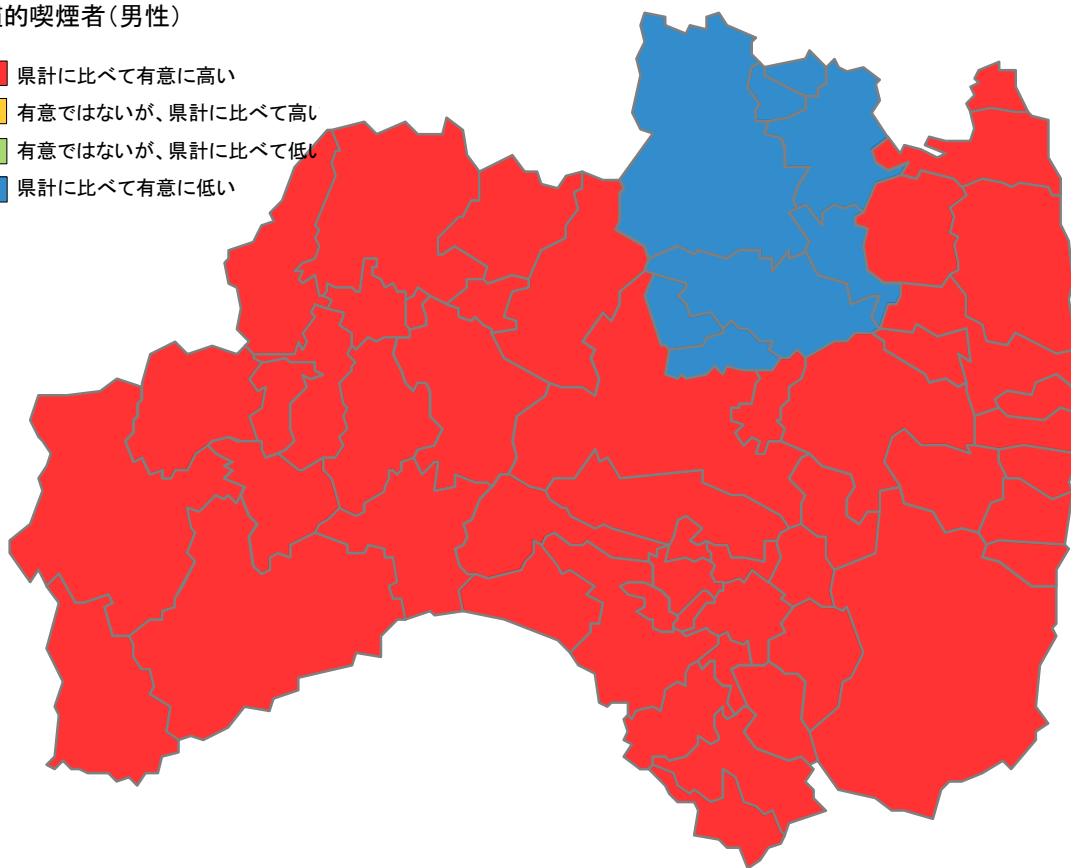 的喫煙者（男性）
県計に比べて有意に高い
有意ではないが、県計に比べて高い
有意ではないが、県計に比べて低い
県計に比べて有意に低い